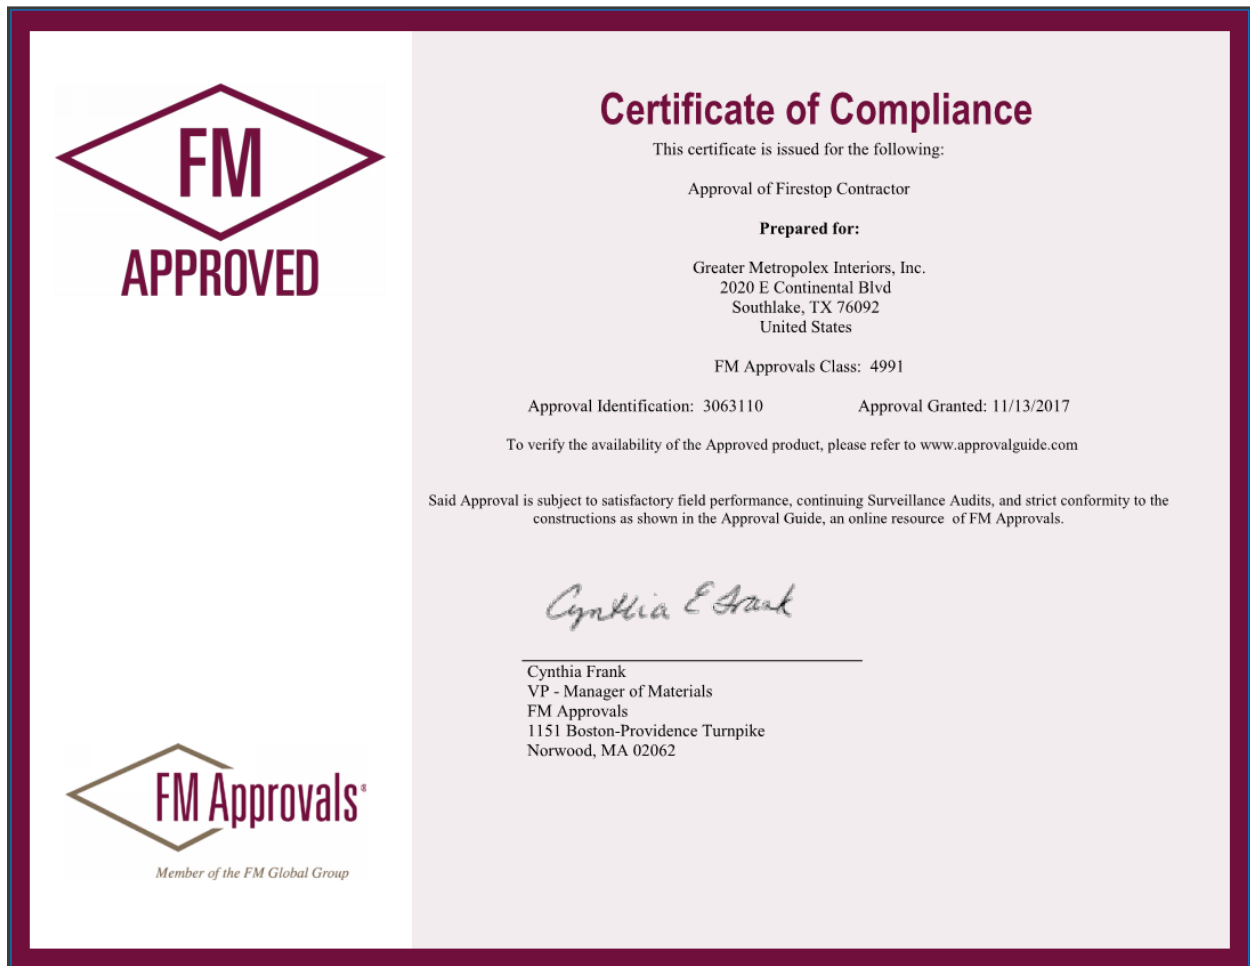 FM
APPROVED
Certificate of Compliance
This certificate is issued for the following:
Approval of Firestop Contractor
Prepared for:
Greater Metropolex Interiors, Inc.
2020 E Continental Blvd
Southlake, TX 76092
United States
FM Approvals Class: 4991
Approval Identification: 3063110 Approval Granted: 11/13/2017
To verify the availability of the Approved product, please refer to www.approvalguide.com
Said Approval is subject to satisfactory field performance, continuing Surveillance Audits, and strict conformity to the
constructions as shown in the Approval Guide, an online resource of FM Approvals.
Cynthia E Frank
Cynthia Frank
VP - Manager of Materials
FM Approvals
1151 Boston-Providence Turnpike
Norwood, MA 02062
FM Approvals®
Member of the FM Global Group